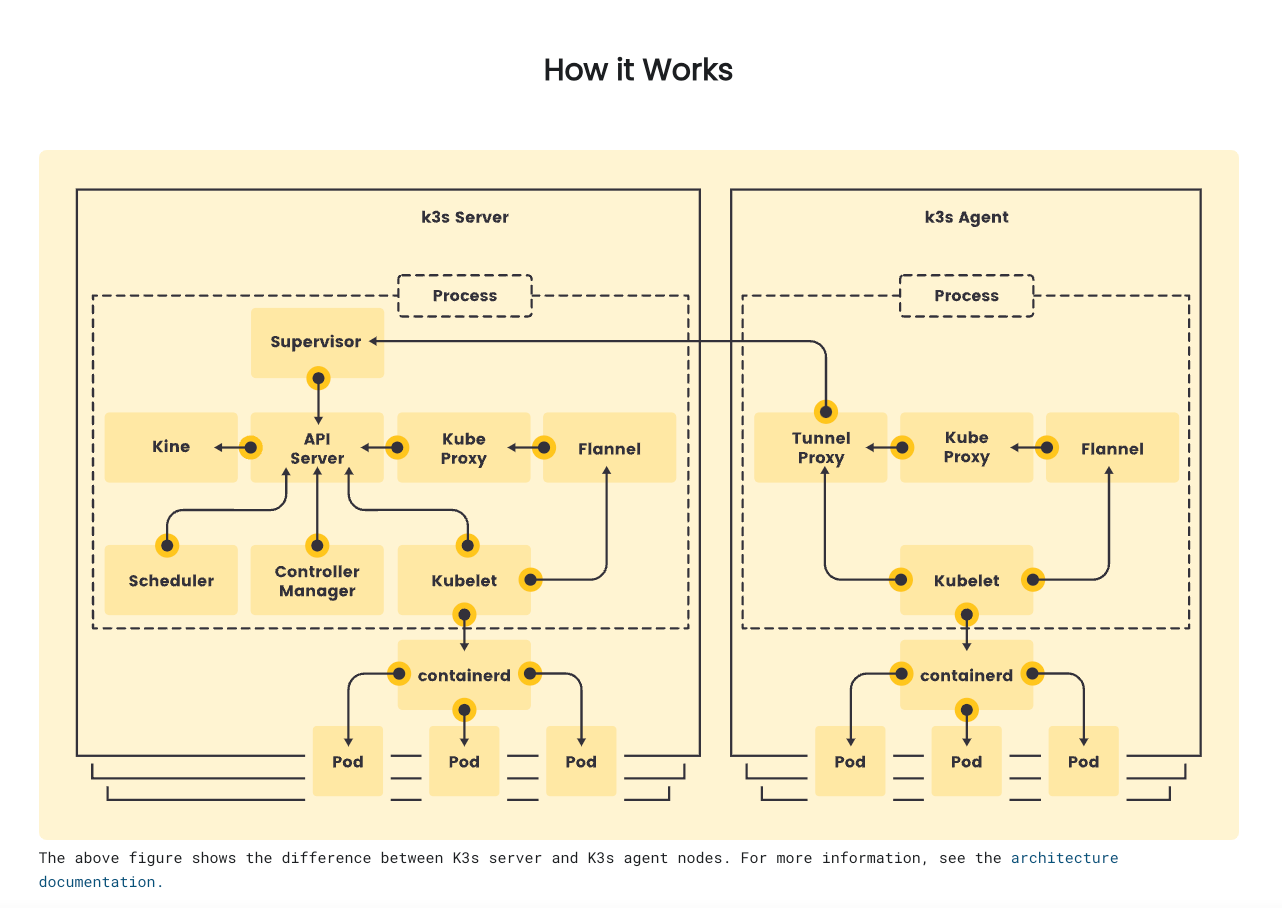 How it Works
k3s Server
k3s Agent
Process
Process
Supervisor
Kine
API
Server
Kube
Proxy
Flannel
Tunnel
Proxy
Kube
Proxy
Flannel
Scheduler
Controller
Manager
Kubelet
Kubelet
containerd
containerd
Pod
Pod
Pod
Pod
Pod
Pod
The above figure shows the difference between K3s server and K3s agent nodes. For more information, see the architecture
documentation.